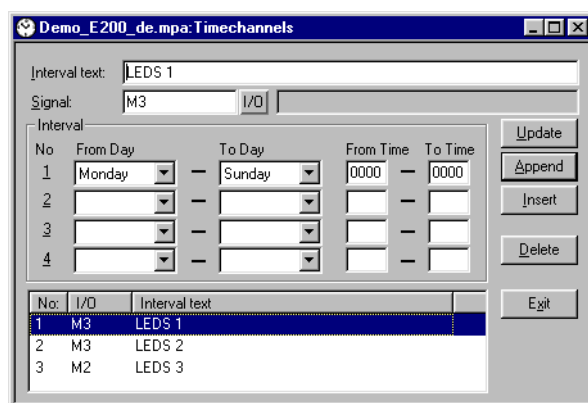 Demo_E200_de.mpa:Timechannels
Interval text: LEDS 1
Signal: M3 I/O
Interval
No From Day To Day From Time To Time
1 Monday — Sunday 0000 — 0000
2 — —
3 — —
4 — —
Update
Append
Insert
Delete
Exit
No: I/O Interval text
1 M3 LEDS 1
2 M3 LEDS 2
3 M2 LEDS 3